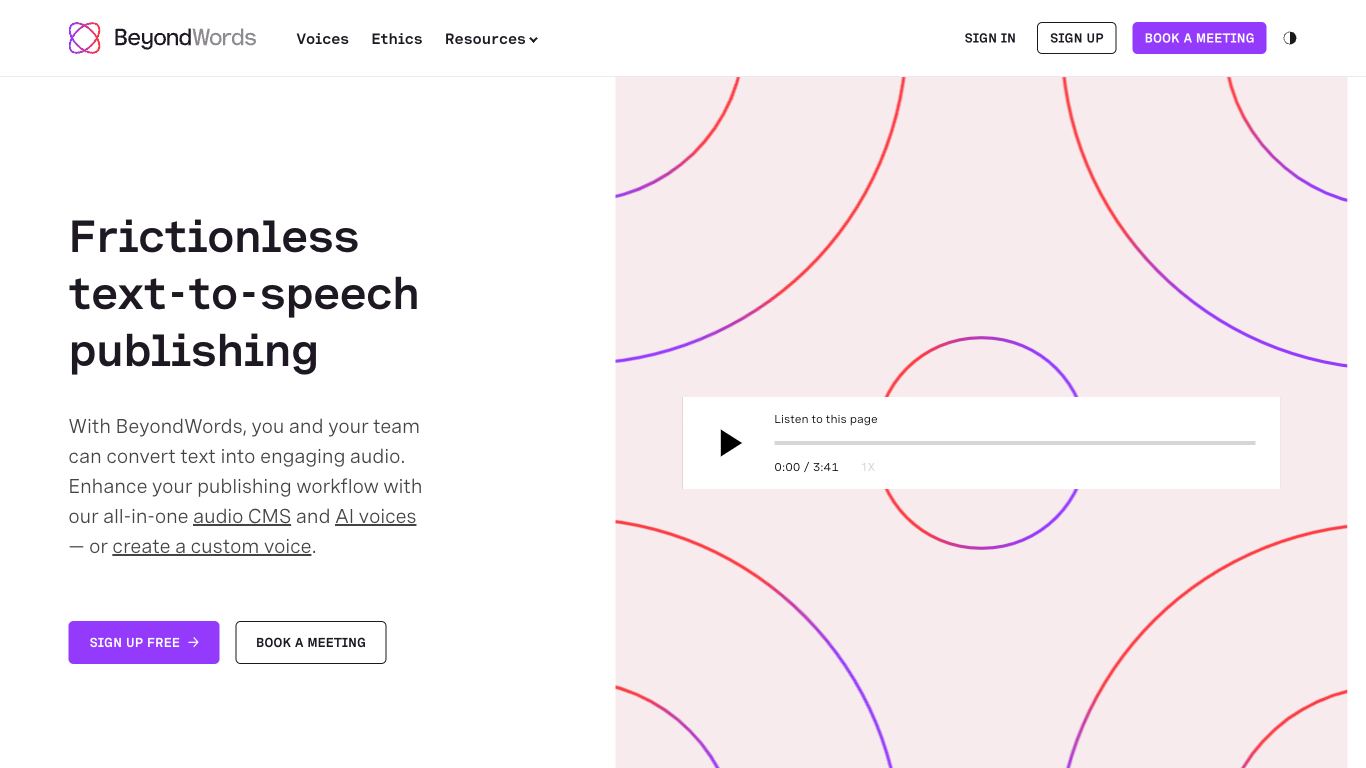 BeyondWords
Voices
Ethics
Resources
SIGN IN
SIGN UP
BOOK A MEETING
Frictionless
text-to-speech
publishing
With BeyondWords, you and your team
can convert text into engaging audio.
Enhance your publishing workflow with
our all-in-one audio CMS and AI voices
— or create a custom voice.
SIGN UP FREE →
BOOK A MEETING
Listen to this page
0:00 / 3:41
1X